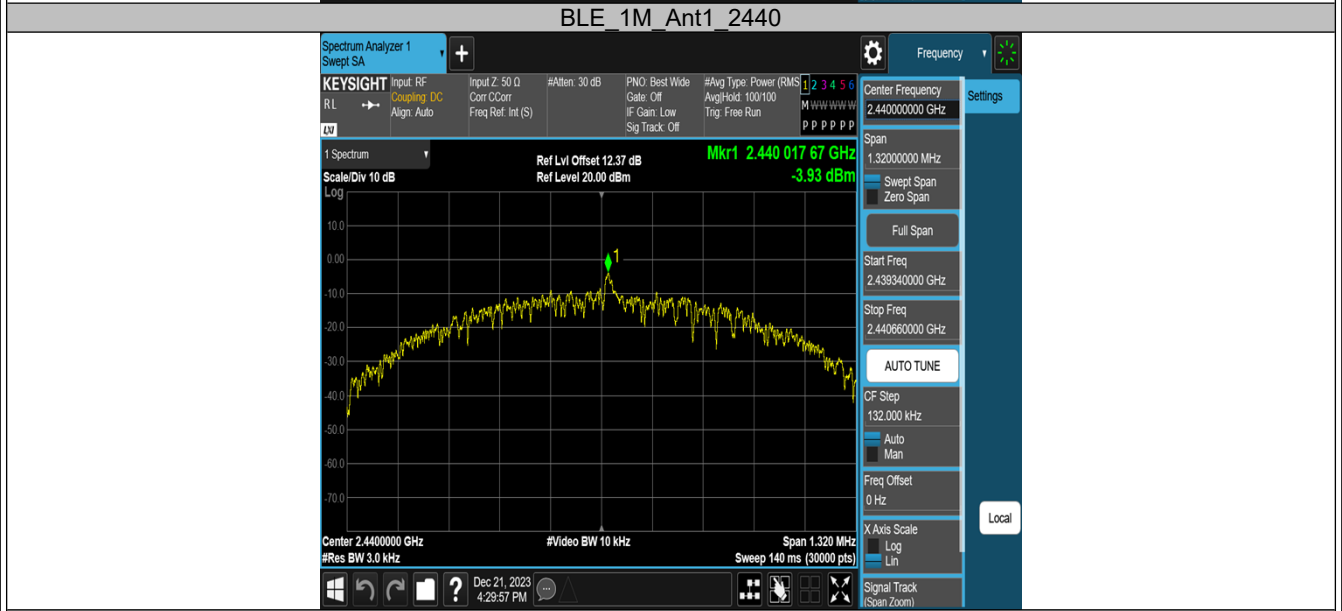 BLE_1M_Ant1_2440
Spectrum Analyzer 1
Swept SA
+
Frequency
KEYSIGHT
RL
LXI
Input: RF
Coupling: DC
Align: Auto
Input Z: 50 Ω
Corr CCorr
Freq Ref: Int (S)
#Atten: 30 dB
PNO: Best Wide
Gate: Off
IF Gain: Low
Sig Track: Off
#Avg Type: Power (RMS
Avg|Hold: 100/100
Trig: Free Run
1 2 3 4 5 6
M W W W W W
P P P P P P
Center Frequency
2.440000000 GHz
Settings
Span
1.32000000 MHz
Swept Span
Zero Span
Full Span
Start Freq
2.439340000 GHz
Stop Freq
2.440660000 GHz
AUTO TUNE
CF Step
132.000 kHz
Auto
Man
Freq Offset
0 Hz
X Axis Scale
Log
Lin
Signal Track
(Span Zoom)
Local
1 Spectrum
Scale/Div 10 dB
Ref Lvl Offset 12.37 dB
Ref Level 20.00 dBm
Mkr1 2.440 017 67 GHz
-3.93 dBm
Log
1
10.0
0.00
-10.0
-20.0
-30.0
-40.0
-50.0
-60.0
-70.0
Center 2.4400000 GHz
#Res BW 3.0 kHz
#Video BW 10 kHz
Span 1.320 MHz
Sweep 140 ms (30000 pts)
?
Dec 21, 2023
4:29:57 PM